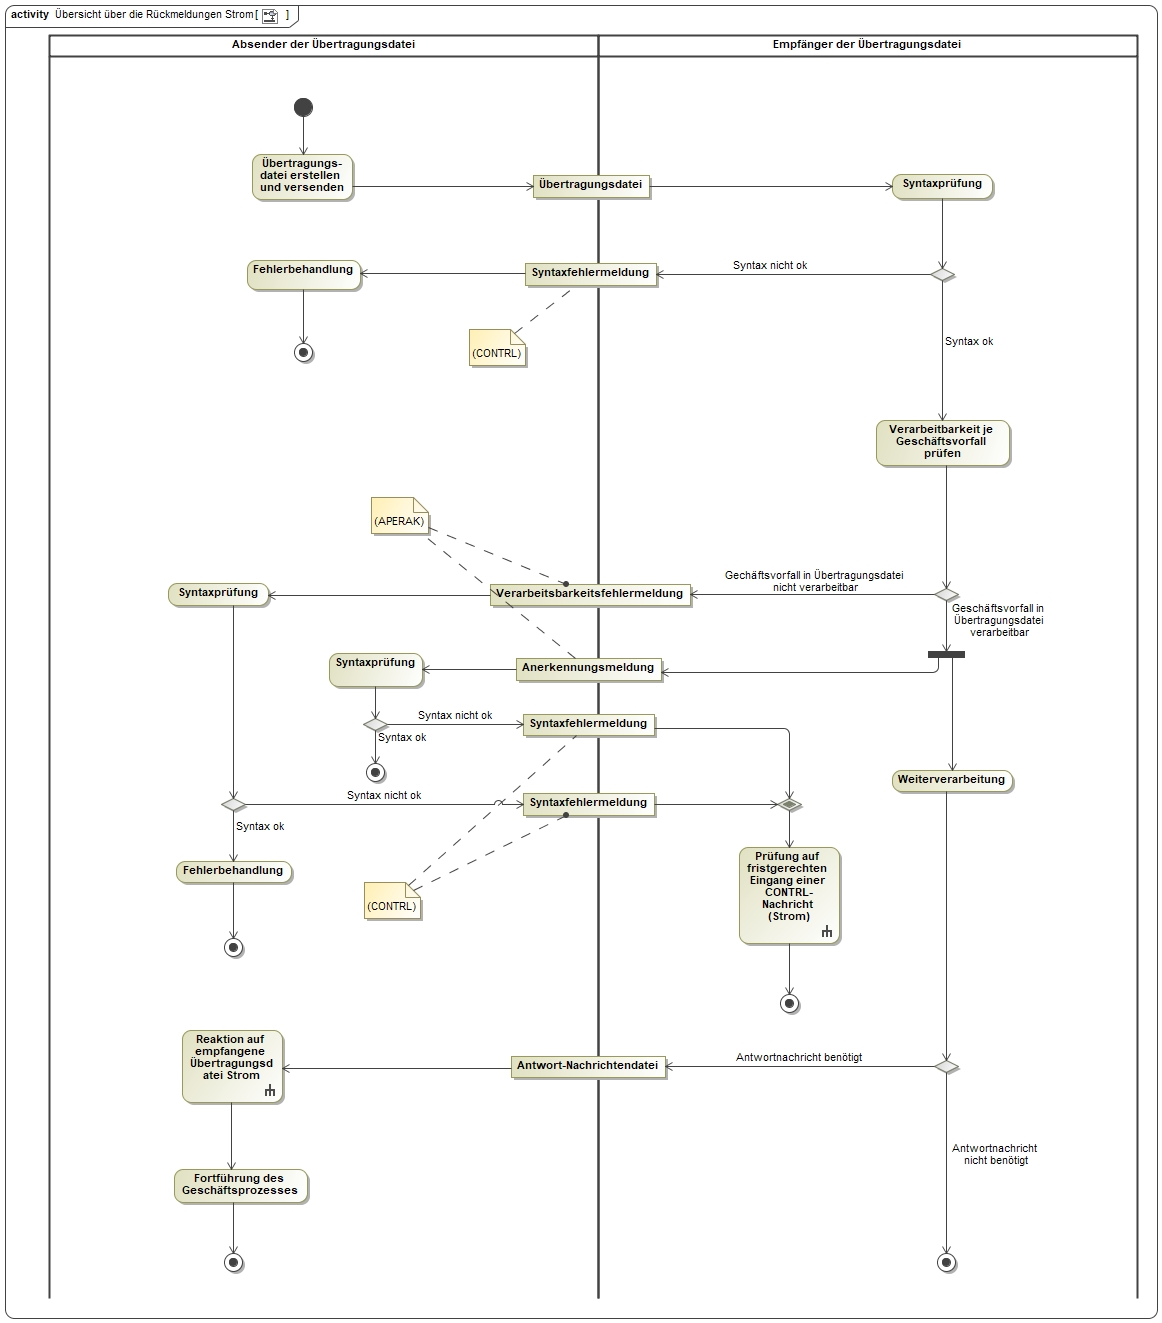 activity Übersicht über die Rückmeldungen Strom[ ]
Absender der Übertragungsdatei
Empfänger der Übertragungsdatei
Übertragungs-
datei erstellen
und versenden
Übertragungsdatei
Syntaxprüfung
Fehlerbehandlung
Syntaxfehlermeldung
Syntax nicht ok
(CONTRL)
Syntax ok
Verarbeitbarkeit je
Geschäftsvorfall
prüfen
(APERAK)
Syntaxprüfung
Verarbeitsbarkeitsfehlermeldung
Gechäftsvorfall in Übertragungsdatei
nicht verarbeitbar
Geschäftsvorfall in
Übertragungsdatei
verarbeitbar
Syntaxprüfung
Anerkennungsmeldung
Syntax nicht ok
Syntaxfehlermeldung
Syntax ok
Weiterverarbeitung
Syntax nicht ok
Syntaxfehlermeldung
Syntax ok
Fehlerbehandlung
(CONTRL)
Prüfung auf
fristgerechten
Eingang einer
CONTRL-
Nachricht
(Strom)
Reaktion auf
empfangene
Übertragungsd
atei Strom
Antwort-Nachrichtendatei
Antwortnachricht benötigt
Antwortnachricht
nicht benötigt
Fortführung des
Geschäftsprozesses